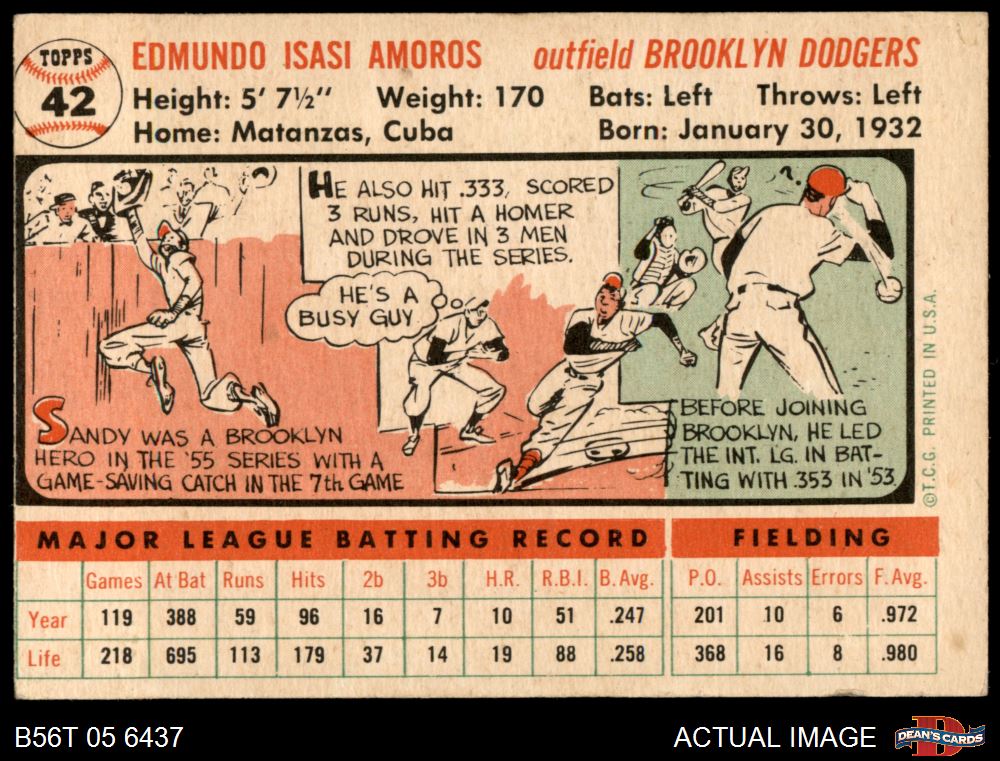 TOPPS
42
EDMUNDO ISASI AMOROS outfield BROOKLYN DODGERS
Height: 5' 7½" Weight: 170 Bats: Left Throws: Left
Home: Matanzas, Cuba Born: January 30, 1932
SANDY WAS A BROOKLYN
HERO IN THE '55 SERIES WITH A
GAME-SAVING CATCH IN THE 7th GAME
HE ALSO HIT .333, SCORED
3 RUNS, HIT A HOMER
AND DROVE IN 3 MEN
DURING THE SERIES.
HE'S A
BUSY GUY
?
BEFORE JOINING
BROOKLYN, HE LED
THE INT. LG. IN BAT-
TING WITH .353 IN '53
©T.C.G. PRINTED IN U.S.A.
MAJOR LEAGUE BATTING RECORD FIELDING
Games At Bat Runs Hits 2b 3b H.R. R.B.I. B. Avg. P.O. Assists Errors F. Avg.
Year 119 388 59 96 16 7 10 51 .247 201 10 6 .972
Life 218 695 113 179 37 14 19 88 .258 368 16 8 .980
B56T 05 6437 ACTUAL IMAGE
DEAN'S CARDS